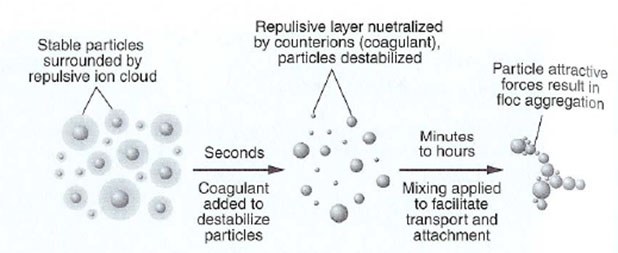 Stable particles
surrounded by
repulsive ion cloud
Repulisive layer nuetralized
by counterions (coagulant),
particles destabilized
Particle attractive
forces result in
floc aggregation
Seconds
Coagulant
added to
destabilize
particles
Minutes
to hours
Mixing applied
to facilitate
transport and
attachment